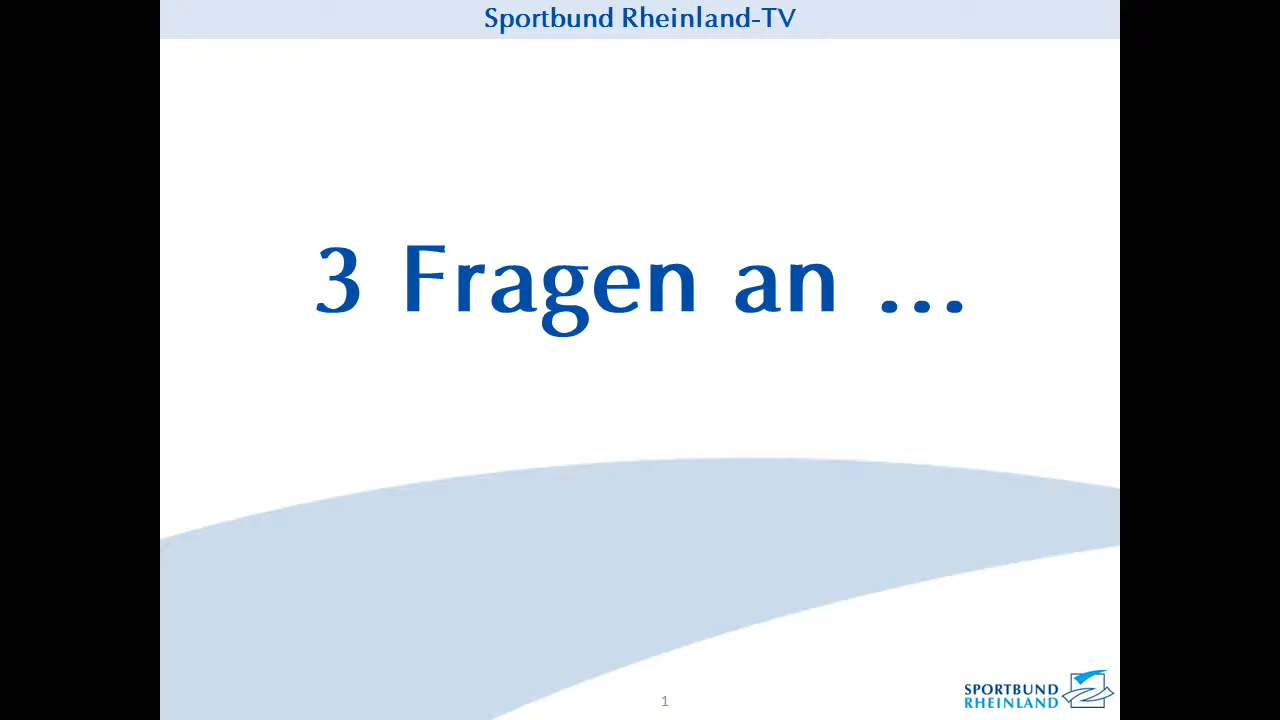 Sportbund Rheinland-TV
3 Fragen an ...
1
SPORTBUND
RHEINLAND